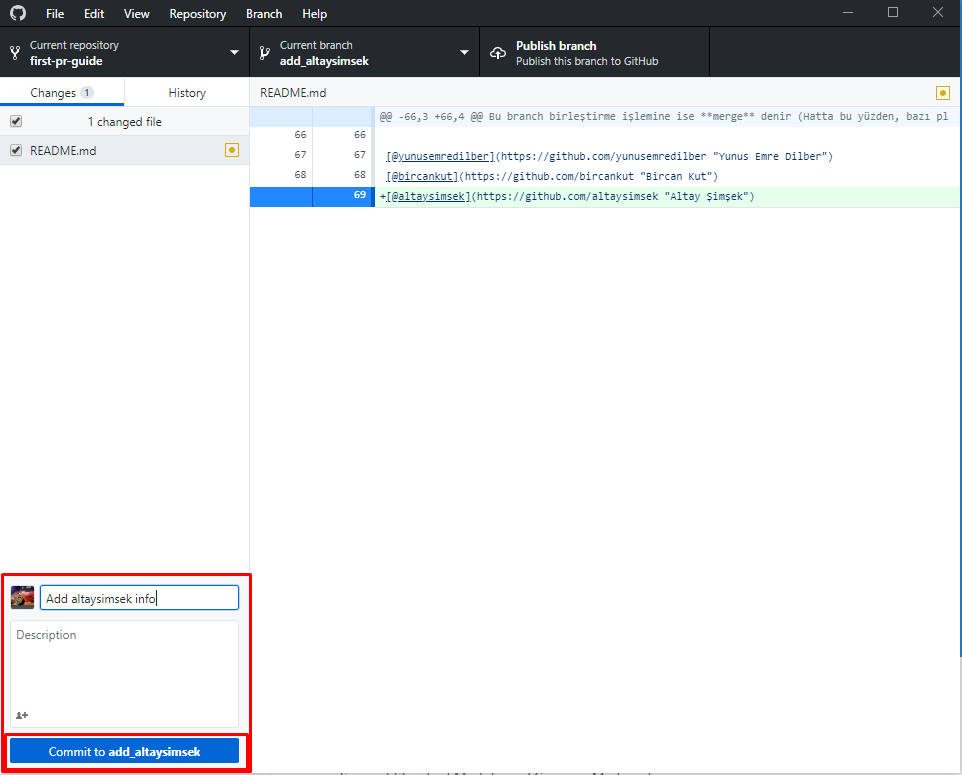 File Edit View Repository Branch Help
Current repository
first-pr-guide
Current branch
add_altaysimsek
Publish branch
Publish this branch to GitHub
Changes 1 History
1 changed file
README.md
README.md
@@ -66,3 +66,4 @@ Bu branch birleştirme işlemine ise **merge** denir (Hatta bu yüzden, bazı pl
66 66
67 67 [@yunusemredilber](https://github.com/yunusemredilber "Yunus Emre Dilber")
68 68 [@bircankut](https://github.com/bircankut "Bircan Kut")
69 +[@altaysimsek](https://github.com/altaysimsek "Altay Şimşek")
Add altaysimsek info
Description
Commit to add_altaysimsek